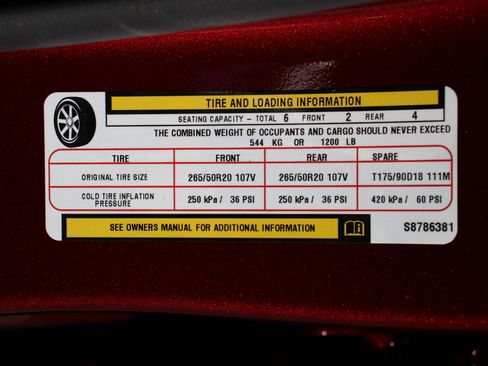 TIRE AND LOADING INFORMATION
SEATING CAPACITY - TOTAL 6 FRONT 2 REAR 4
THE COMBINED WEIGHT OF OCCUPANTS AND CARGO SHOULD NEVER EXCEED
544 KG OR 1200 LB
TIRE FRONT REAR SPARE
ORIGINAL TIRE SIZE 265/50R20 107V 265/50R20 107V T175/90D18 111M
COLD TIRE INFLATION PRESSURE 250 kPa / 36 PSI 250 kPa / 36 PSI 420 kPa / 60 PSI
SEE OWNERS MANUAL FOR ADDITIONAL INFORMATION S8786381